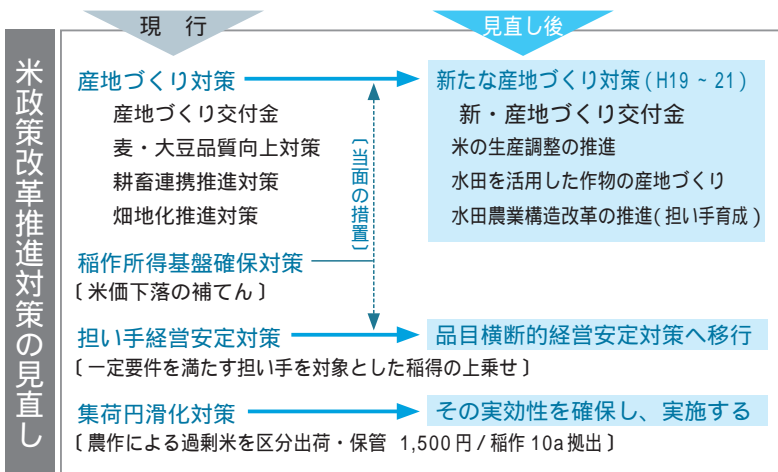 米政策改革推進対策の見直し
現 行
見直し後
産地づくり対策
産地づくり交付金
麦・大豆品質向上対策
耕畜連携推進対策
畑地化推進対策
〔当面の措置〕
新たな産地づくり対策(H19 ~ 21)
新・産地づくり交付金
米の生産調整の推進
水田を活用した作物の産地づくり
水田農業構造改革の推進(担い手育成)
稲作所得基盤確保対策
〔米価下落の補てん〕
担い手経営安定対策
品目横断的経営安定対策へ移行
〔一定要件を満たす担い手を対象とした稲得の上乗せ〕
集荷円滑化対策
その実効性を確保し、実施する
〔農作による過剰米を区分出荷・保管 1,500円/稲作10a拠出〕